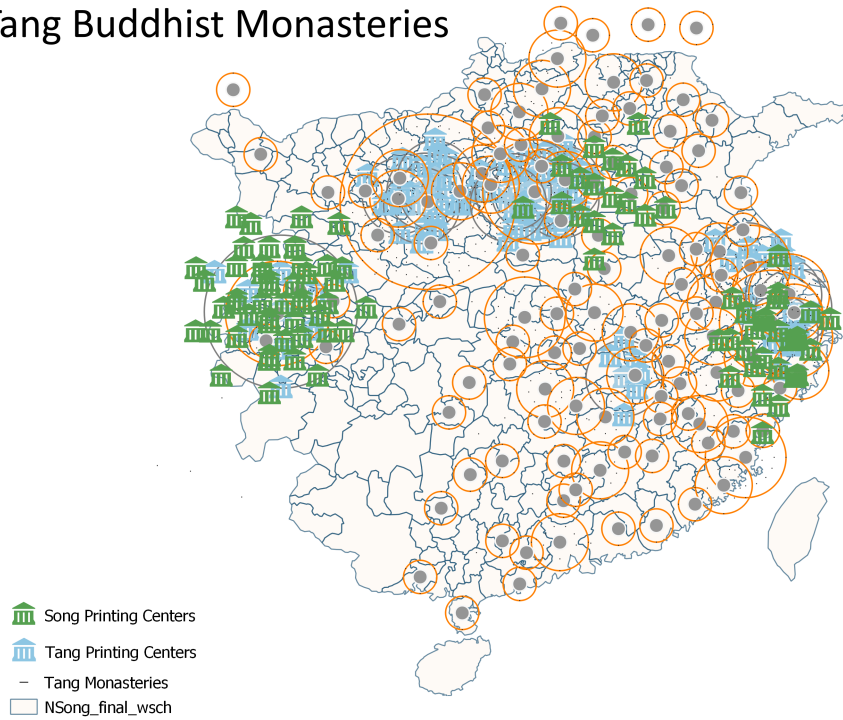 Tang Buddhist Monasteries
Song Printing Centers
Tang Printing Centers
Tang Monasteries
NSong_final_wsch